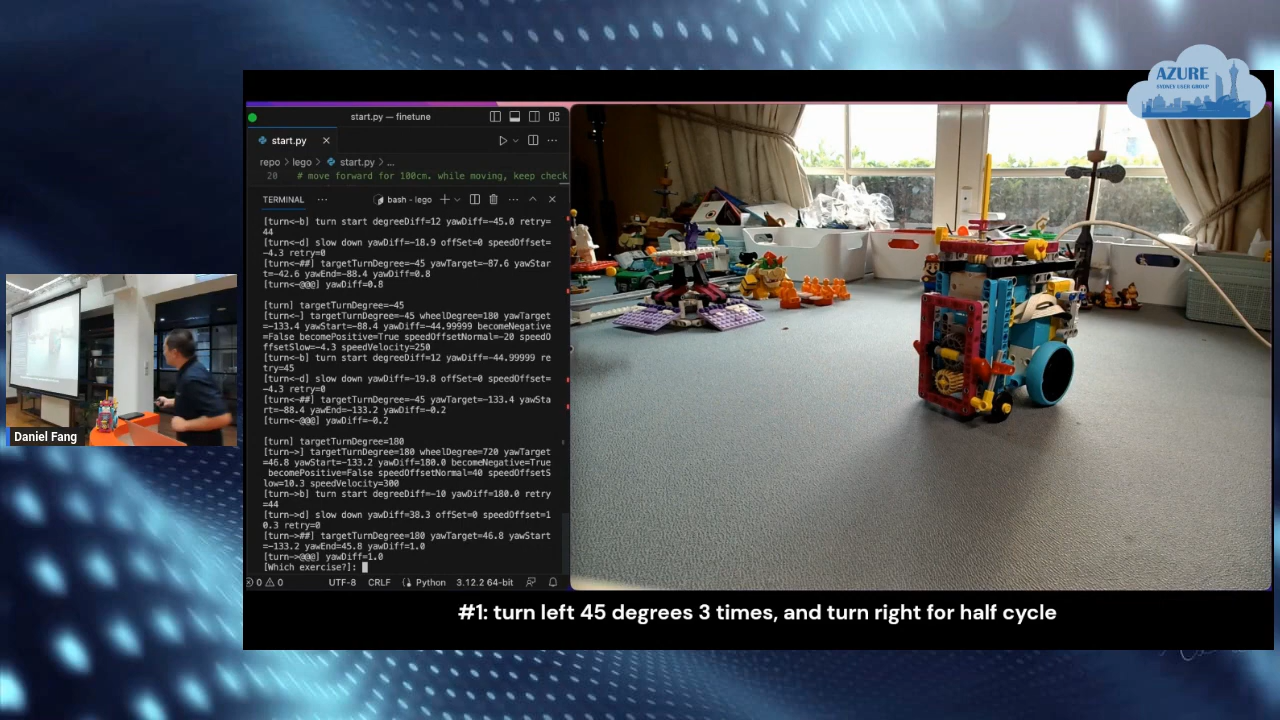 AZURE
SYDNEY USER GROUP
start.py — finetune
start.py
repo > lego > start.py > ...
20 # move forward for 100cm. while moving, keep check
TERMINAL ... bash - lego
[turn<-b] turn start degreeDiff=12 yawDiff=-45.0 retry=
44
[turn<-d] slow down yawDiff=-18.9 offSet=0 speedOffset=
-4.3 retry=0
[turn<-##] targetTurnDegree=-45 yawTarget=-87.6 yawStar
t=-42.6 yawEnd=-88.4 yawDiff=0.8
[turn<-@@@] yawDiff=0.8
[turn] targetTurnDegree=-45
[turn<-] targetTurnDegree=-45 wheelDegree=180 yawTarget
=-133.4 yawStart=-88.4 yawDiff=-44.99999 becomeNegative
=False becomePositive=True speedOffsetNormal=-20 speedO
ffsetSlow=-4.3 speedVelocity=250
[turn<-b] turn start degreeDiff=12 yawDiff=-44.99999 re
try=45
[turn<-d] slow down yawDiff=-19.8 offSet=0 speedOffset=
-4.3 retry=0
[turn<-##] targetTurnDegree=-45 yawTarget=-133.4 yawSta
rt=-88.4 yawEnd=-133.2 yawDiff=-0.2
[turn<-@@@] yawDiff=-0.2
[turn] targetTurnDegree=180
[turn->] targetTurnDegree=180 wheelDegree=720 yawTarget
=46.8 yawStart=-133.2 yawDiff=180.0 becomeNegative=True
becomePositive=False speedOffsetNormal=40 speedOffsetS
low=10.3 speedVelocity=300
[turn->b] turn start degreeDiff=-10 yawDiff=180.0 retry
=44
[turn->d] slow down yawDiff=38.3 offSet=0 speedOffset=1
0.3 retry=0
[turn->##] targetTurnDegree=180 yawTarget=46.8 yawStart
=-133.2 yawEnd=45.8 yawDiff=1.0
[turn->@@@] yawDiff=1.0
[Which exercise?]:
0 0 UTF-8 CRLF Python 3.12.2 64-bit
Daniel Fang
#1: turn left 45 degrees 3 times, and turn right for half cycle